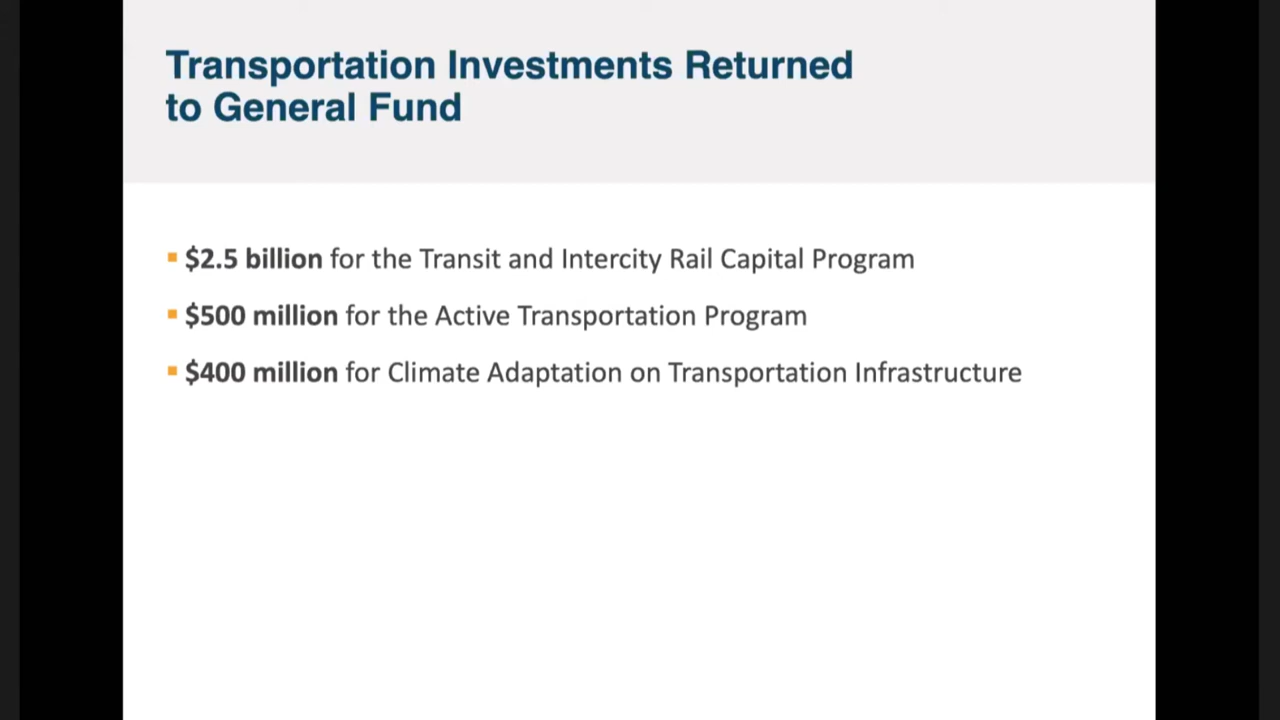 Transportation Investments Returned
to General Fund
▪ $2.5 billion for the Transit and Intercity Rail Capital Program
▪ $500 million for the Active Transportation Program
▪ $400 million for Climate Adaptation on Transportation Infrastructure